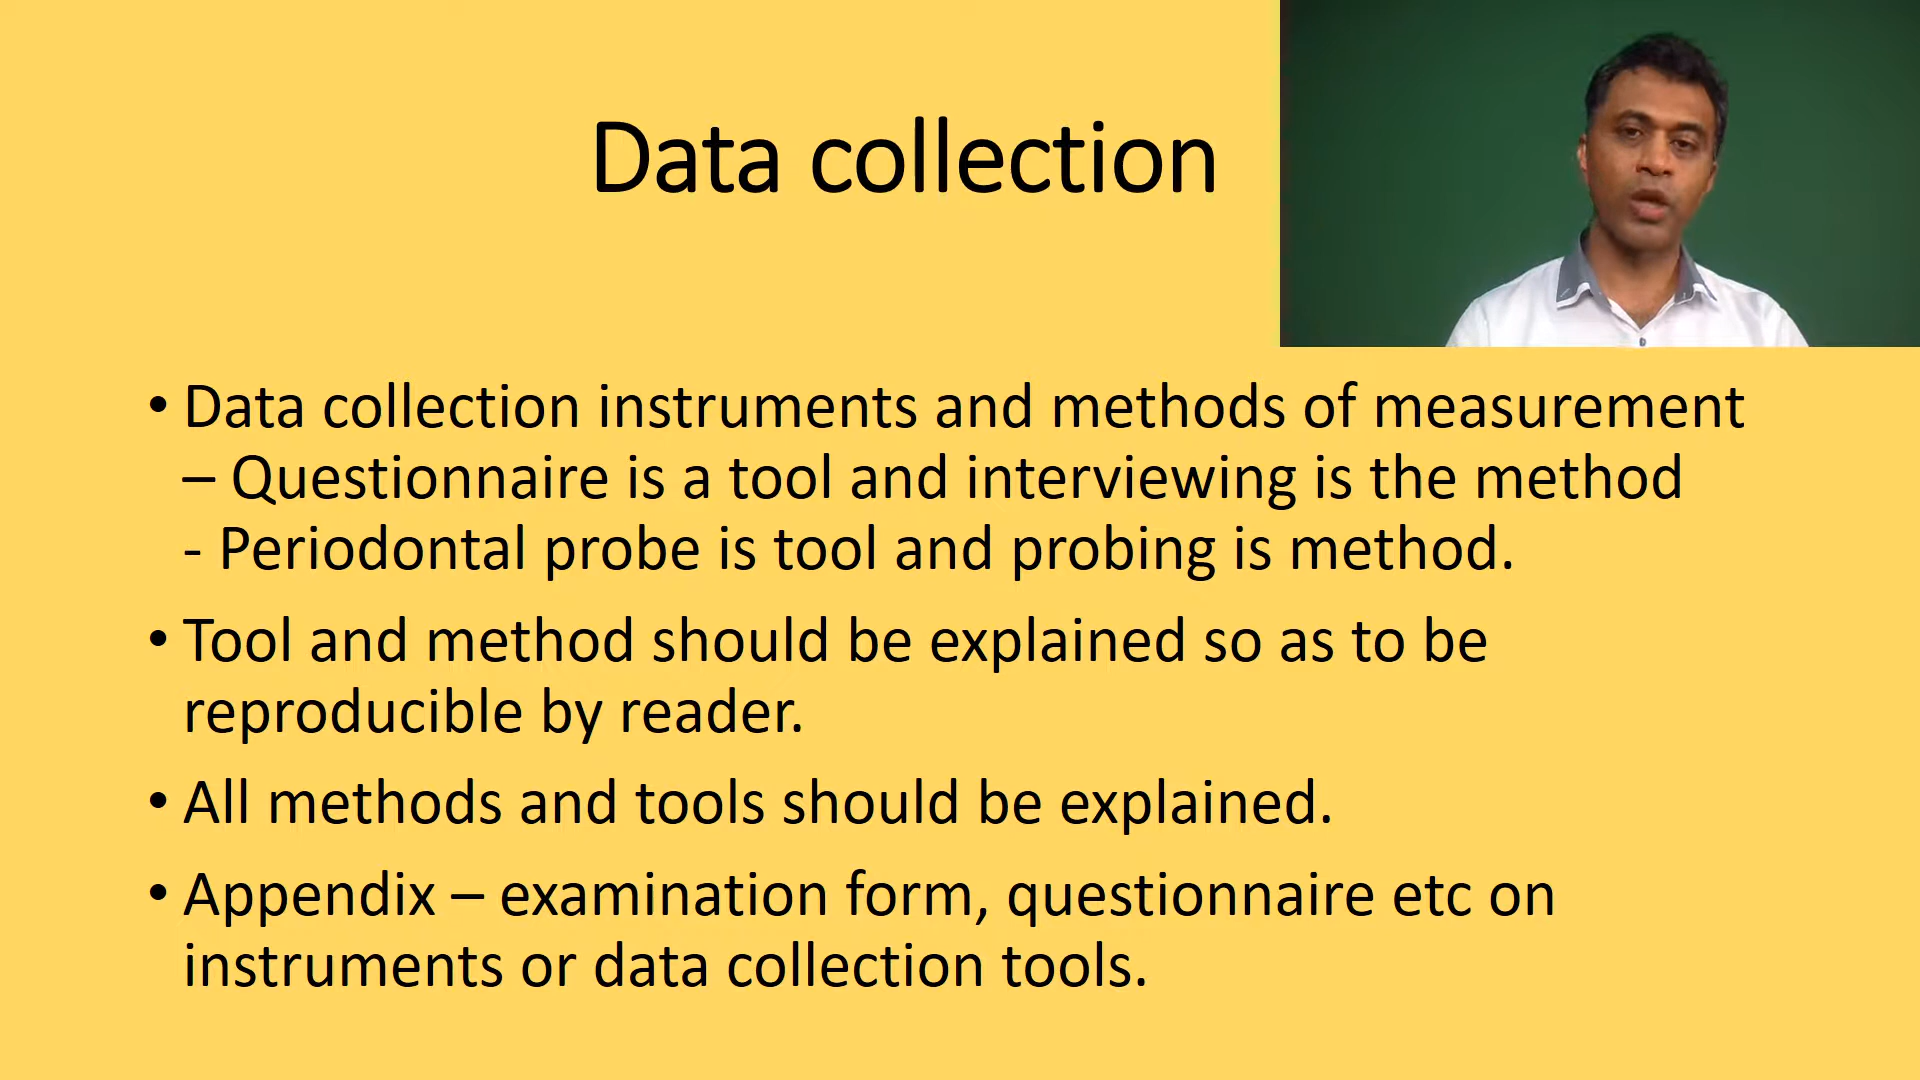 Data collection
• Data collection instruments and methods of measurement
– Questionnaire is a tool and interviewing is the method
- Periodontal probe is tool and probing is method.
• Tool and method should be explained so as to be
reproducible by reader.
• All methods and tools should be explained.
• Appendix – examination form, questionnaire etc on
instruments or data collection tools.